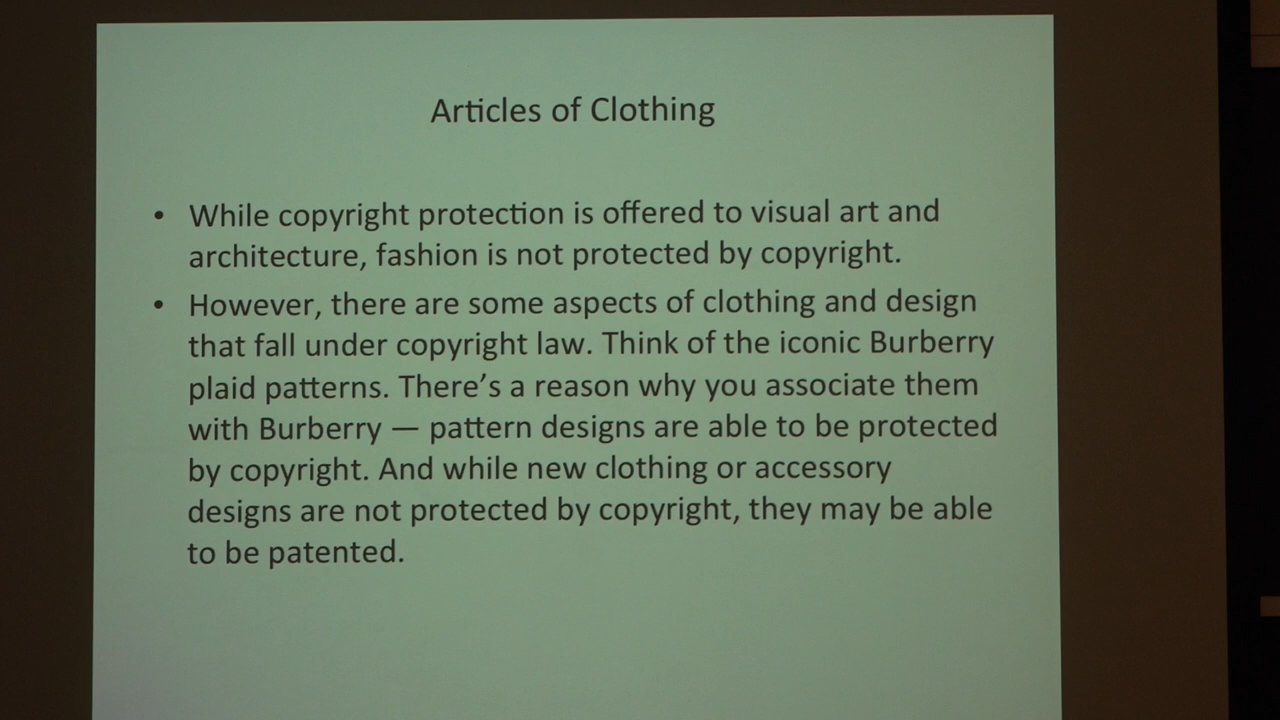 Articles of Clothing
• While copyright protection is offered to visual art and
architecture, fashion is not protected by copyright.
• However, there are some aspects of clothing and design
that fall under copyright law. Think of the iconic Burberry
plaid patterns. There’s a reason why you associate them
with Burberry — pattern designs are able to be protected
by copyright. And while new clothing or accessory
designs are not protected by copyright, they may be able
to be patented.